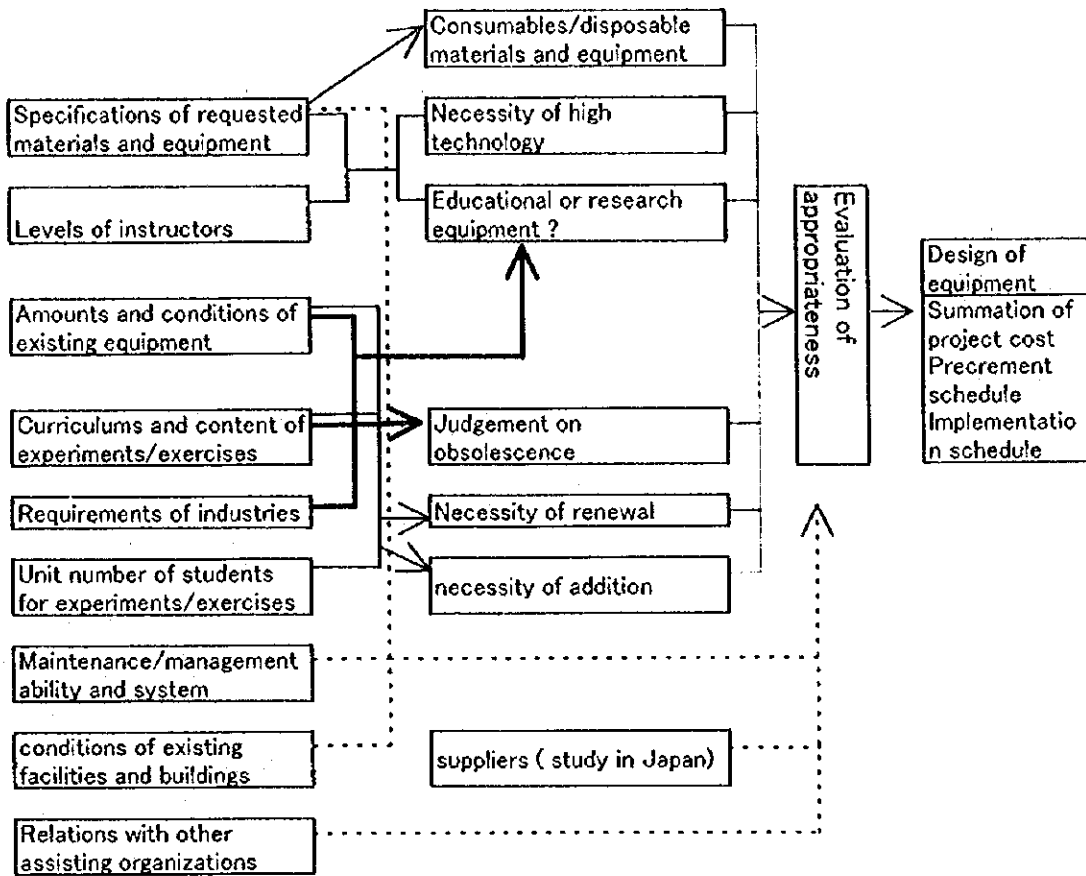 Consumables/disposable
materials and equipment
Specifications of requested
materials and equipment
Necessity of high
technology
Levels of instructors
Educational or research
equipment ?
Evaluation of
appropriateness
Design of
equipment
Summation of
project cost
Precrement
schedule
Implementatio
n schedule
Amounts and conditions of
existing equipment
Curriculums and content of
experiments/exercises
Judgement on
obsolescence
Requirements of industries
Necessity of renewal
Unit number of students
for experiments/exercises
necessity of addition
Maintenance/management
ability and system
conditions of existing
facilities and buildings
suppliers ( study in Japan)
Relations with other
assisting organizations